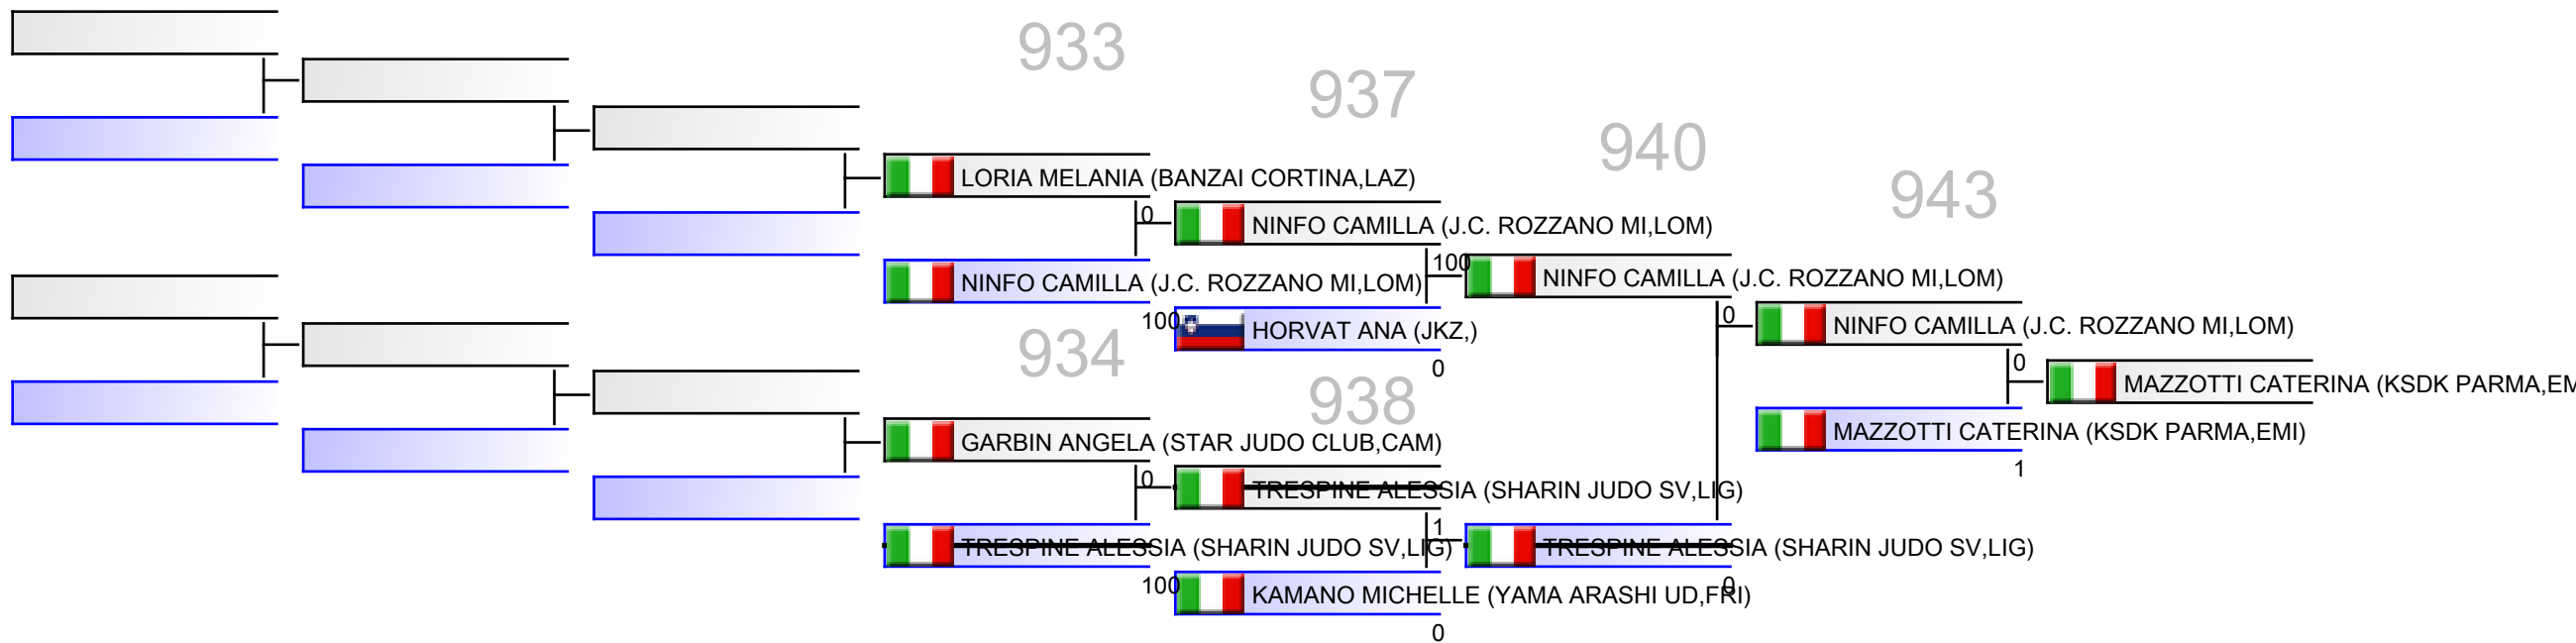 933
937
940
943
LORIA MELANIA (BANZAI CORTINA,LAZ)
0
NINFO CAMILLA (J.C. ROZZANO MI,LOM)
100
NINFO CAMILLA (J.C. ROZZANO MI,LOM)
NINFO CAMILLA (J.C. ROZZANO MI,LOM)
0
NINFO CAMILLA (J.C. ROZZANO MI,LOM)
100
HORVAT ANA (JKZ,)
0
934
938
0
MAZZOTTI CATERINA (KSDK PARMA,EM
MAZZOTTI CATERINA (KSDK PARMA,EMI)
1
GARBIN ANGELA (STAR JUDO CLUB,CAM)
0
TRESPINE ALESSIA (SHARIN JUDO SV,LIG)
1
TRESPINE ALESSIA (SHARIN JUDO SV,LIG)
TRESPINE ALESSIA (SHARIN JUDO SV,LIG)
100
0
KAMANO MICHELLE (YAMA ARASHI UD,FRI)
0